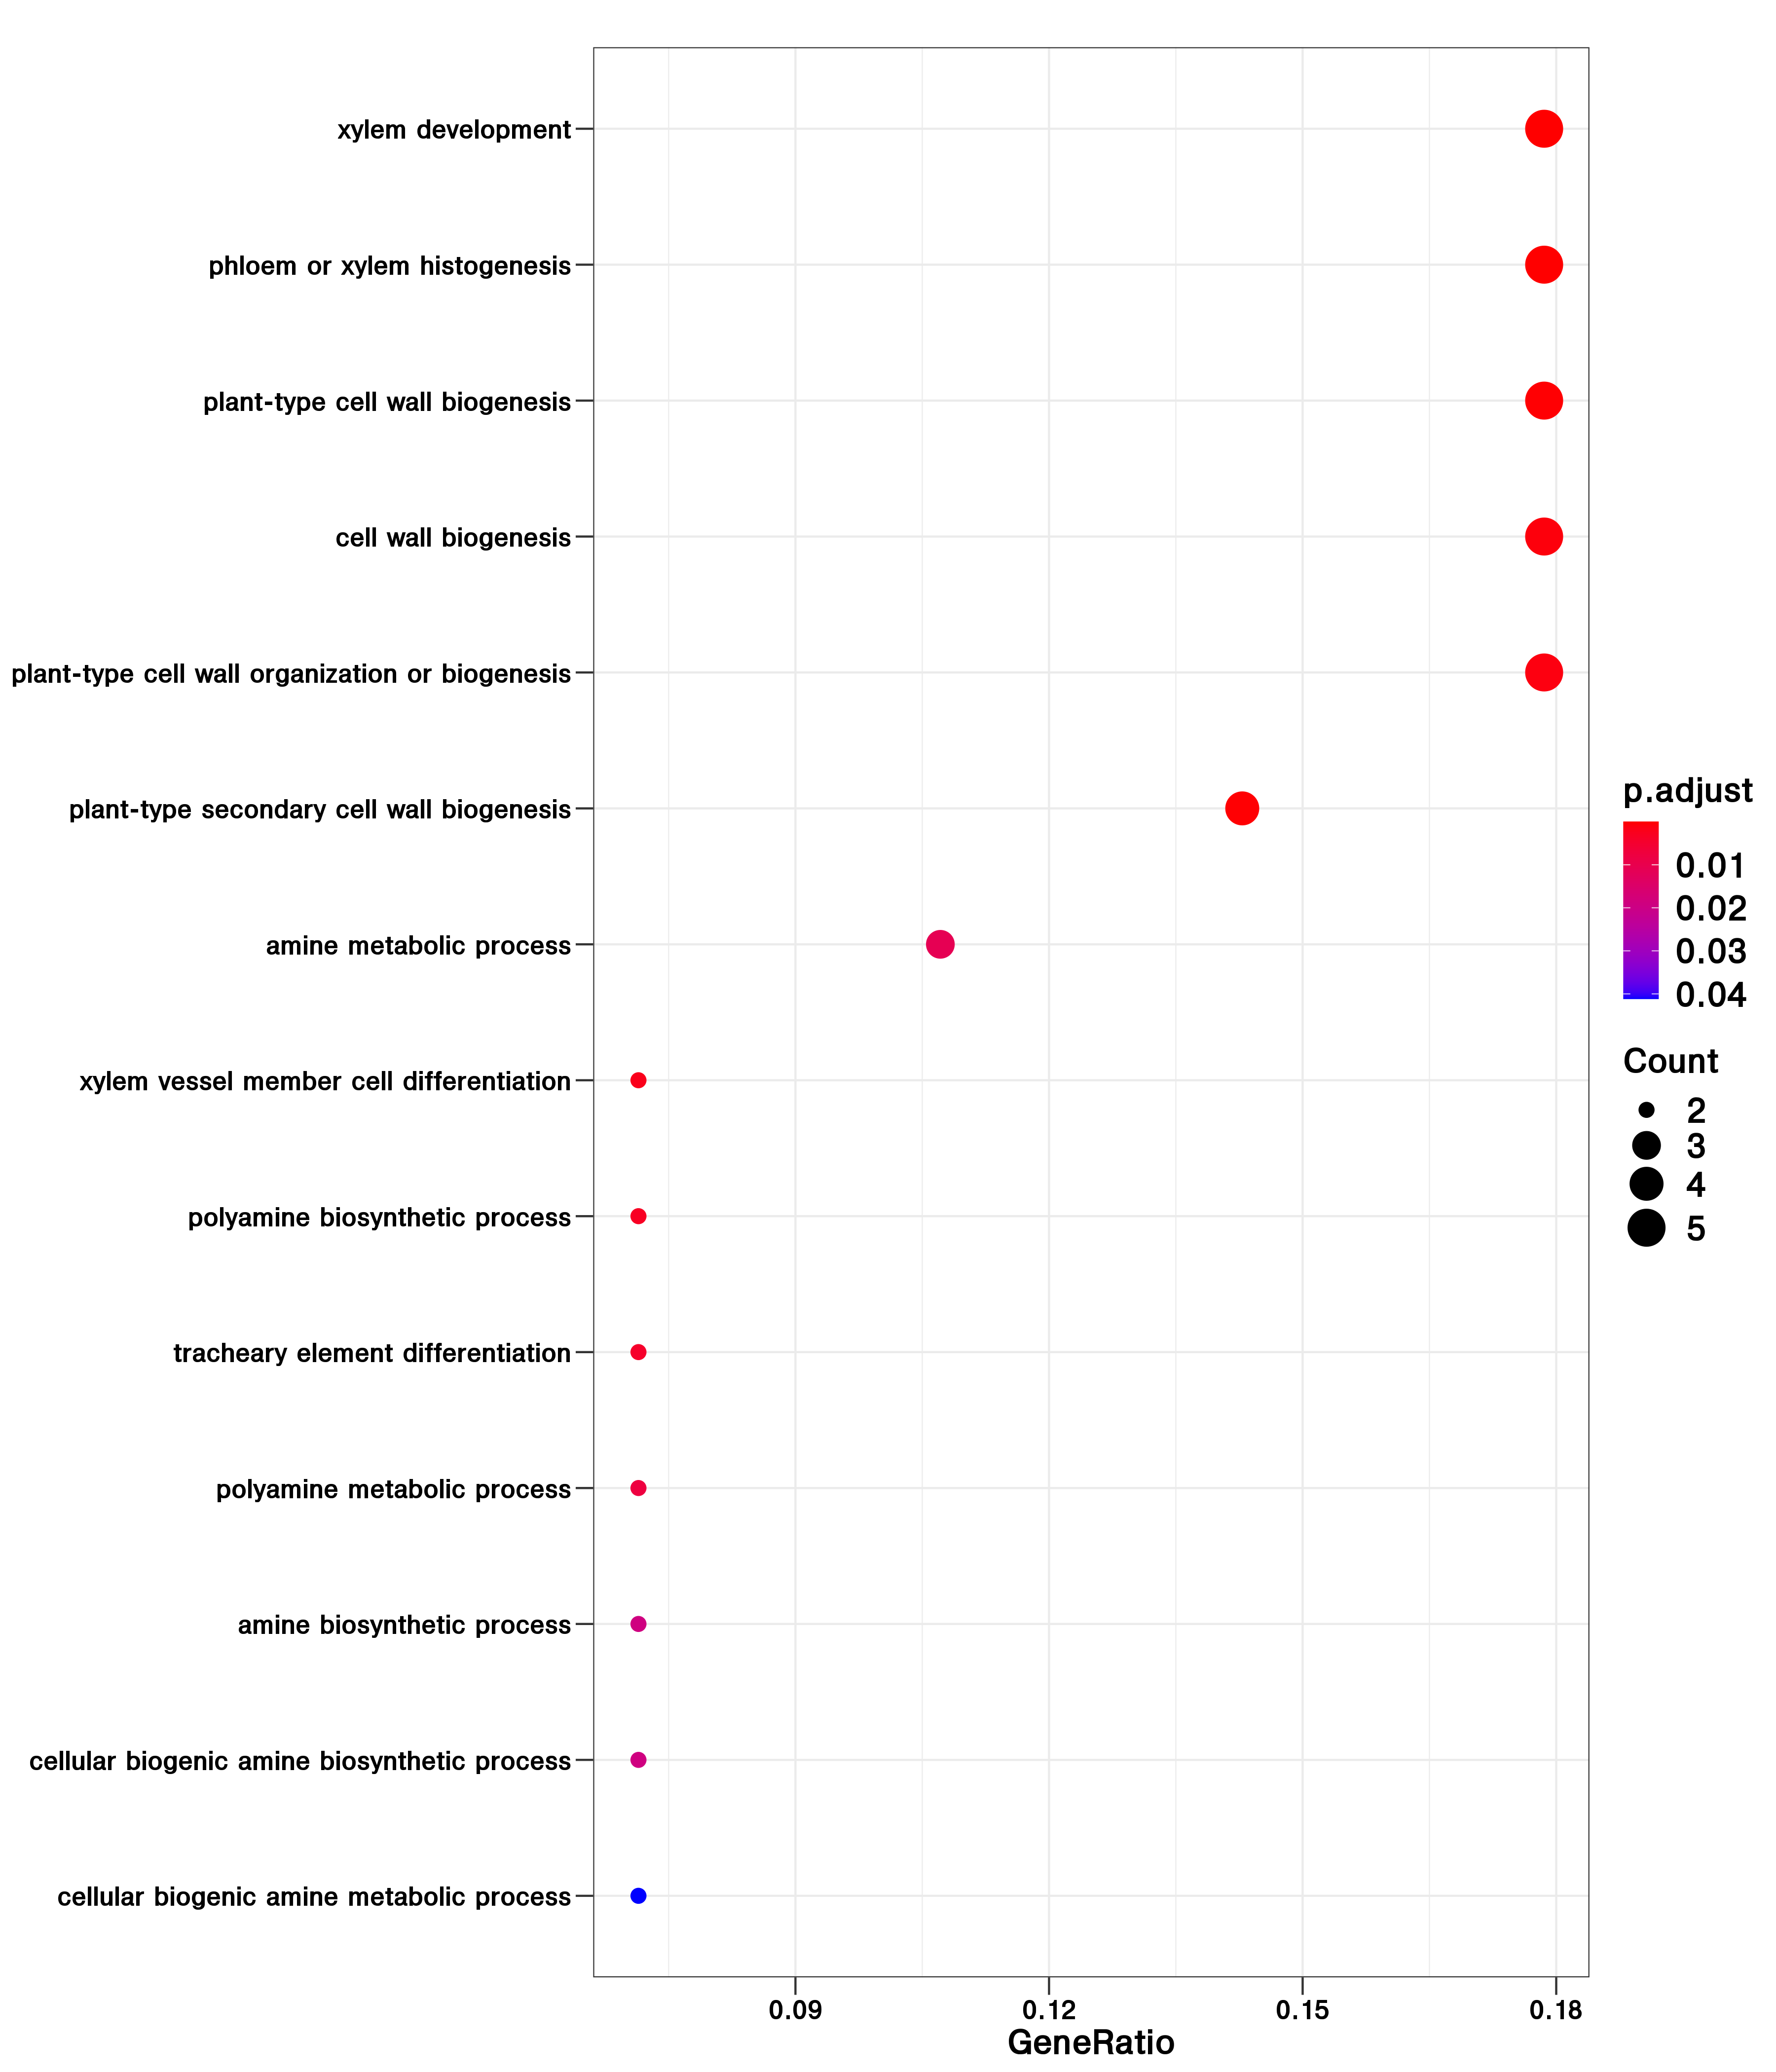 xylem development
phloem or xylem histogenesis
plant-type cell wall biogenesis
cell wall biogenesis
plant-type cell wall organization or biogenesis
plant-type secondary cell wall biogenesis
amine metabolic process
xylem vessel member cell differentiation
polyamine biosynthetic process
tracheary element differentiation
polyamine metabolic process
amine biosynthetic process
cellular biogenic amine biosynthetic process
cellular biogenic amine metabolic process
0.09 0.12 0.15 0.18
GeneRatio
p.adjust
0.01
0.02
0.03
0.04
Count
2
3
4
5